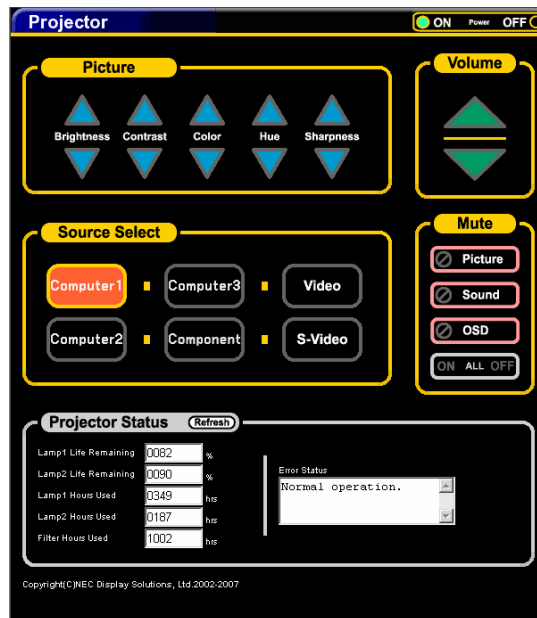 Projector
ON Power OFF
Picture
Volume
Brightness Contrast Color Hue Sharpness
Source Select
Mute
Computer1 Computer3 Video
Computer2 Component S-Video
Picture
Sound
OSD
ON ALL OFF
Projector Status Refresh
Lamp1 Life Remaining 0082 %
Lamp2 Life Remaining 0090 %
Lamp1 Hours Used 0349 hrs
Lamp2 Hours Used 0187 hrs
Filter Hours Used 1002 hrs
Error Status
Normal operation.
Copyright(C)NEC Display Solutions, Ltd.2002-2007